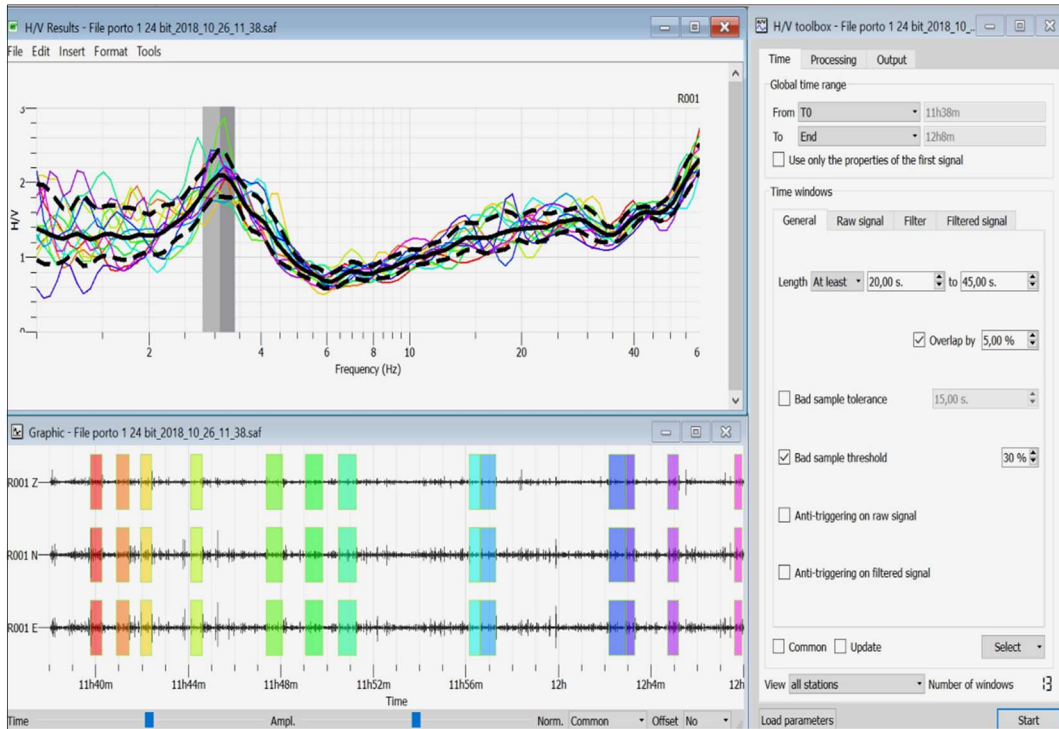 H/V Results - File porto 1 24 bit_2018_10_26_11_38.saf
File Edit Insert Format Tools
R001
3
2
1
0
H/V
2 4 6 8 10 20 40 6
Frequency (Hz)
Graphic - File porto 1 24 bit_2018_10_26_11_38.saf
R001 Z
R001 N
R001 E
11h40m 11h44m 11h48m 11h52m 11h56m 12h 12h4m 12h
Time
Time Ampl. Norm. Common Offset No
H/V toolbox - File porto 1 24 bit_2018_10_...
Time Processing Output
Global time range
From T0 11h38m
To End 12h8m
Use only the properties of the first signal
Time windows
General Raw signal Filter Filtered signal
Length At least 20,00 s. to 45,00 s.
Overlap by 5,00 %
Bad sample tolerance 15,00 s.
Bad sample threshold 30 %
Anti-triggering on raw signal
Anti-triggering on filtered signal
Common Update Select
View all stations Number of windows 13
Load parameters Start